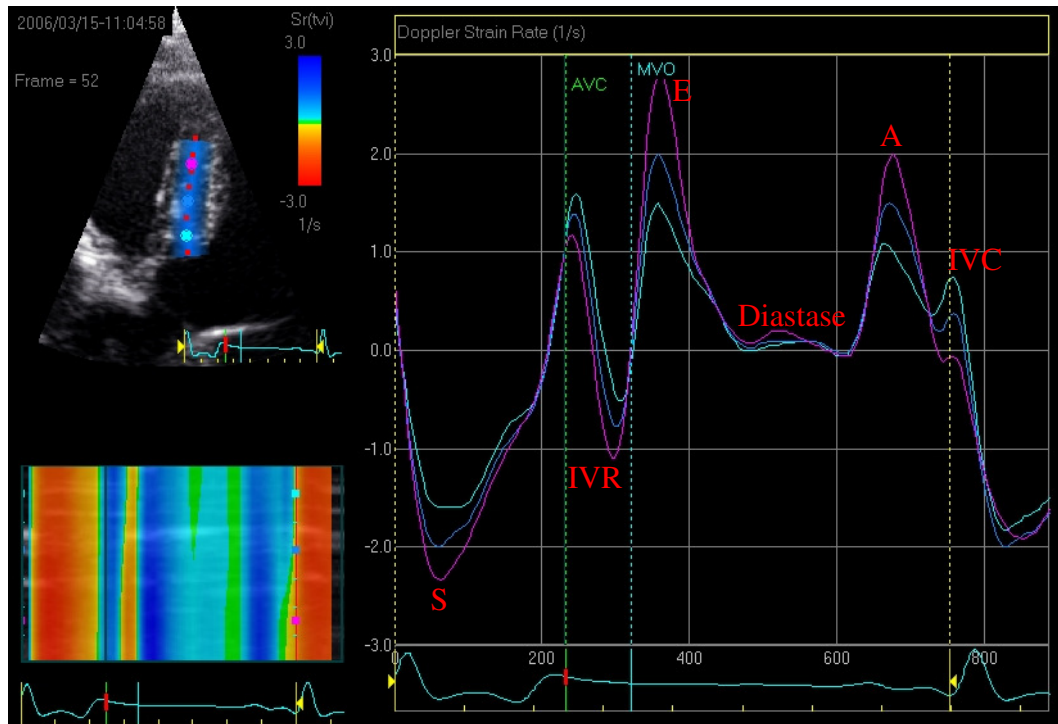 2006/03/15-11:04:58
Sr(tvi)
3.0
Frame = 52
-3.0
1/s
Doppler Strain Rate (1/s)
3.0
AVC
MVO
E
2.0
A
1.0
IVC
Diastase
0.0
-1.0
IVR
-2.0
S
-3.0
0
200
400
600
800